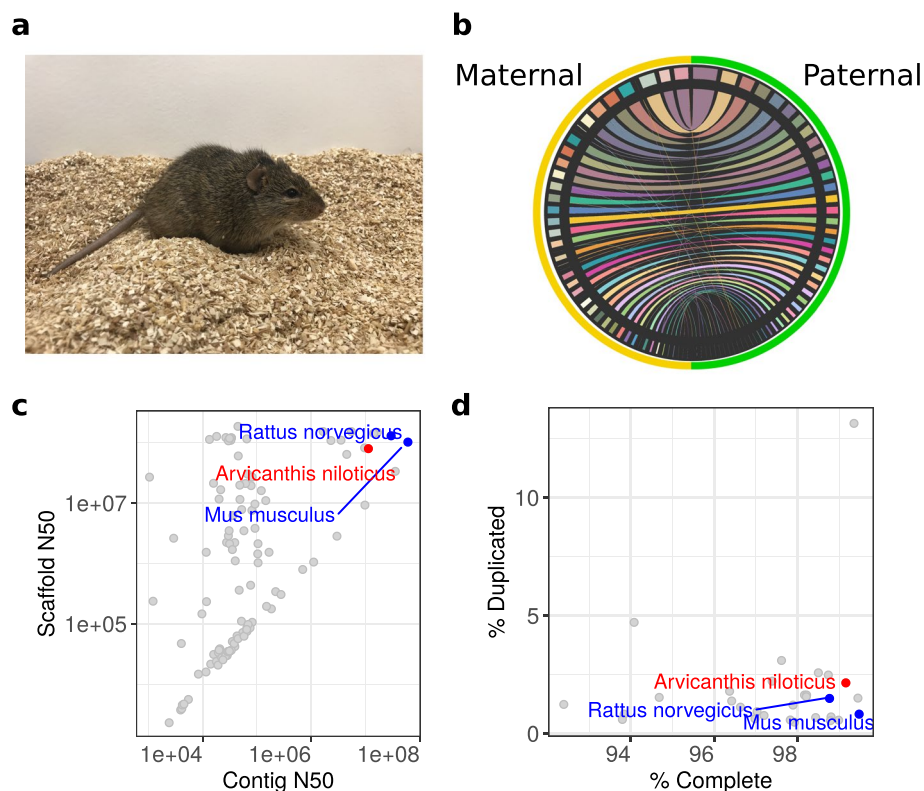 a
b
Maternal
Paternal
c
Rattus norvegicus
Arvicanthis niloticus
Mus musculus
1e+07
1e+05
Scaffold N50
1e+04
1e+06
1e+08
Contig N50
d
10
5
0
% Duplicated
Arvicanthis niloticus
Rattus norvegicus
Mus musculus
94
96
98
% Complete